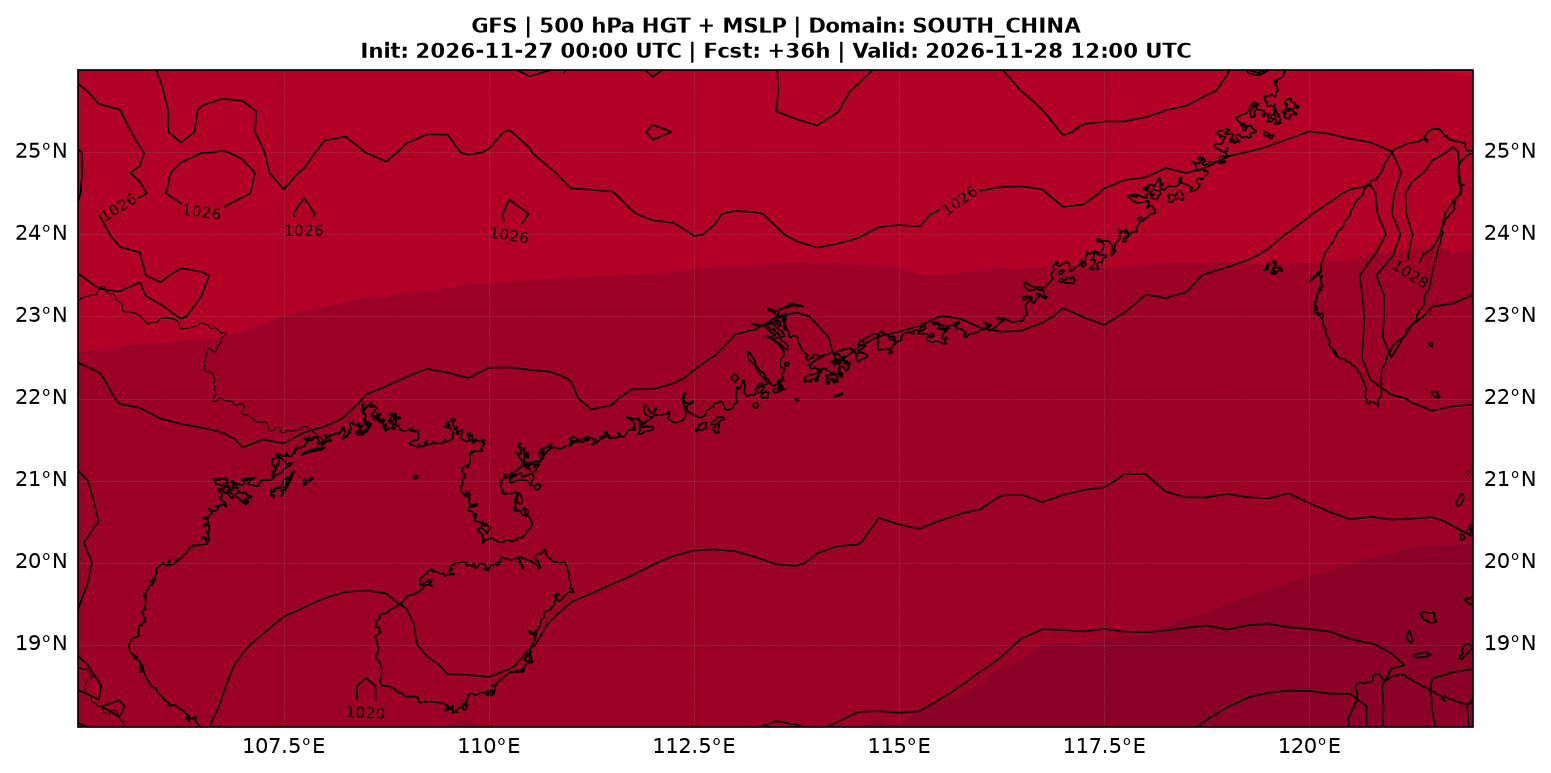 GFS | 500 hPa HGT + MSLP | Domain: SOUTH_CHINA
Init: 2026-11-27 00:00 UTC | Fcst: +36h | Valid: 2026-11-28 12:00 UTC
25°N
25°N
1026
1026
1026
1026
1026
24°N
24°N
1028
23°N
23°N
22°N
22°N
21°N
21°N
20°N
20°N
19°N
19°N
1020
107.5°E
110°E
112.5°E
115°E
117.5°E
120°E